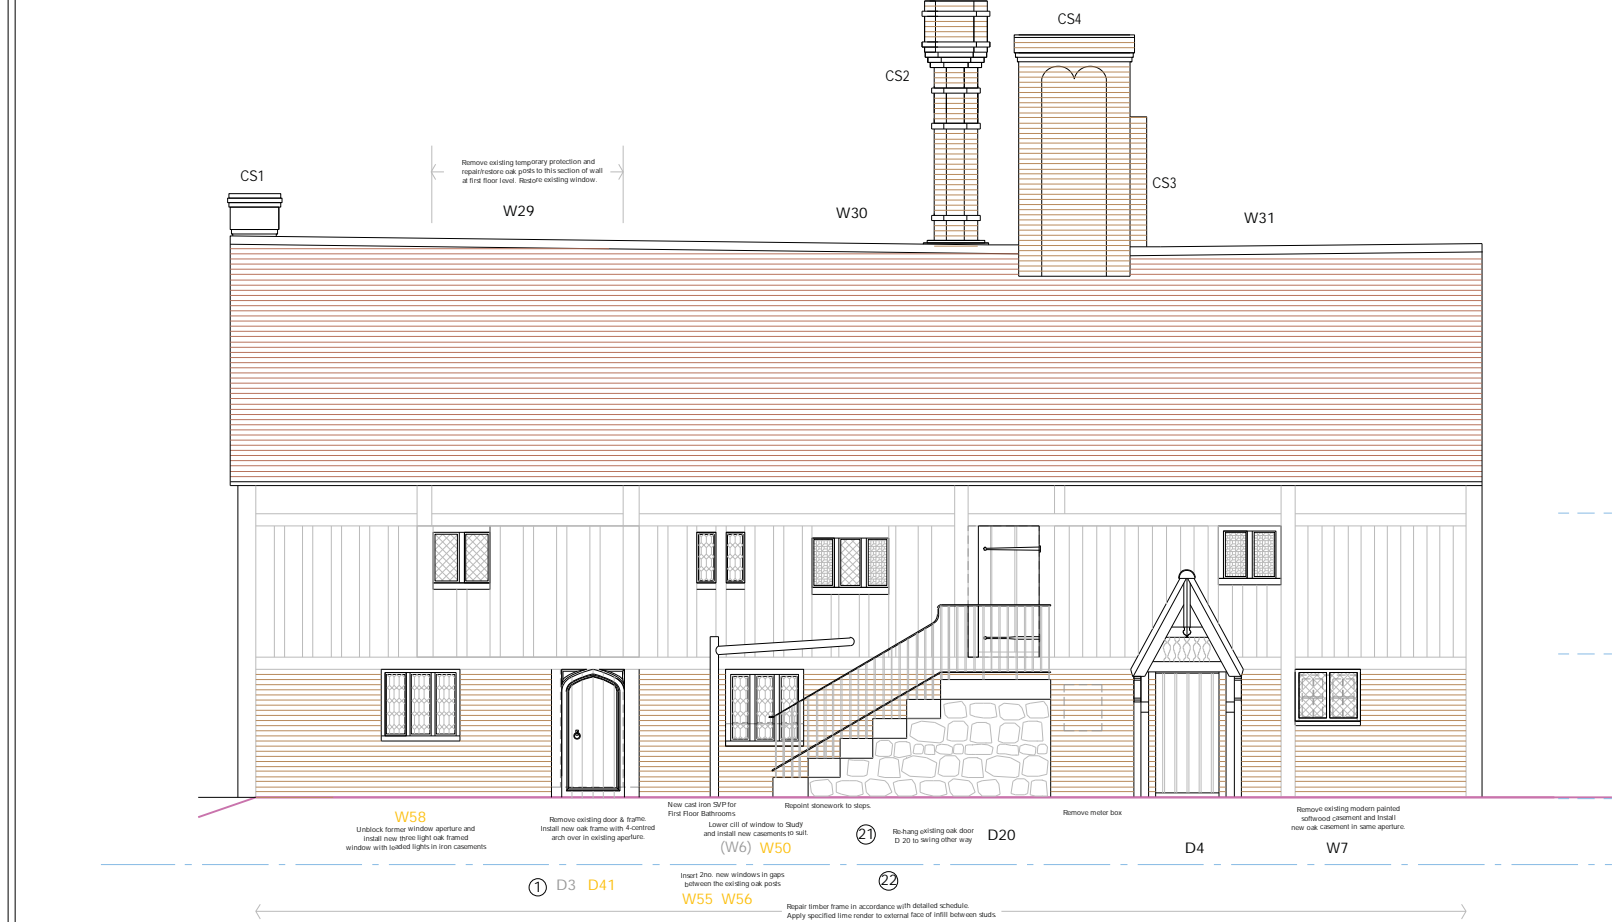 CS4
CS2
CS1
CS3
Remove existing temporary protection and
repair/restore oak posts to this section of wall
at first floor level. Restore existing window.
W29
W30
W31
W58
Unblock former window aperture and
install new three light oak framed
window with leaded lights in iron casements
Remove existing door & frame.
Install new oak frame with 4-centred
arch over in existing aperture.
New cast iron SVP for
First Floor Bathrooms
Lower cill of window to Study
and install new casements to suit.
(W6) W50
Repoint stonework to steps.
21
Re-hang existing oak door
D 20 to swing other way
D20
Remove meter box
D4
Remove existing modern painted
softwood casement and Install
new oak casement in same aperture.
W7
1 D3 D41
Insert 2no. new windows in gaps
between the existing oak posts
W55 W56
22
Repair timber frame in accordance with detailed schedule.
Apply specified lime render to external face of infill between studs.